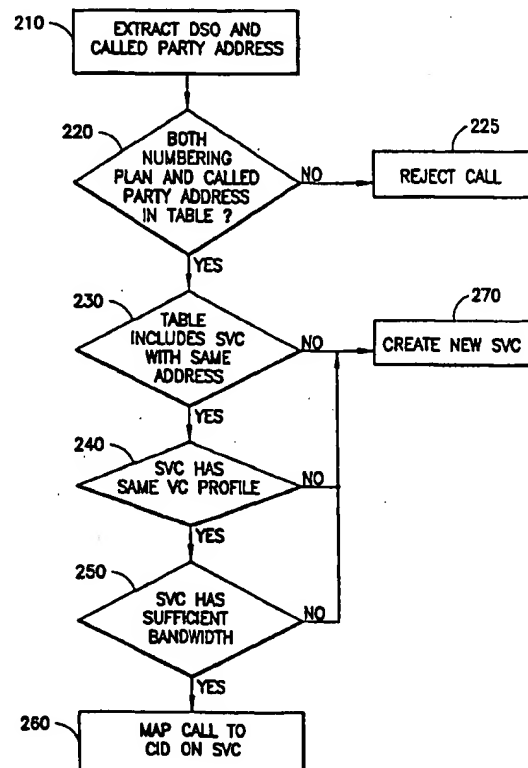 210
EXTRACT DSO AND
CALLED PARTY ADDRESS
220
BOTH
NUMBERING
PLAN AND CALLED
PARTY ADDRESS
IN TABLE ?
NO
225
REJECT CALL
YES
230
TABLE
INCLUDES SVC
WITH SAME
ADDRESS
NO
270
CREATE NEW SVC
YES
240
SVC HAS
SAME VC PROFILE
NO
YES
250
SVC HAS
SUFFICIENT
BANDWIDTH
NO
YES
260
MAP CALL TO
CID ON SVC